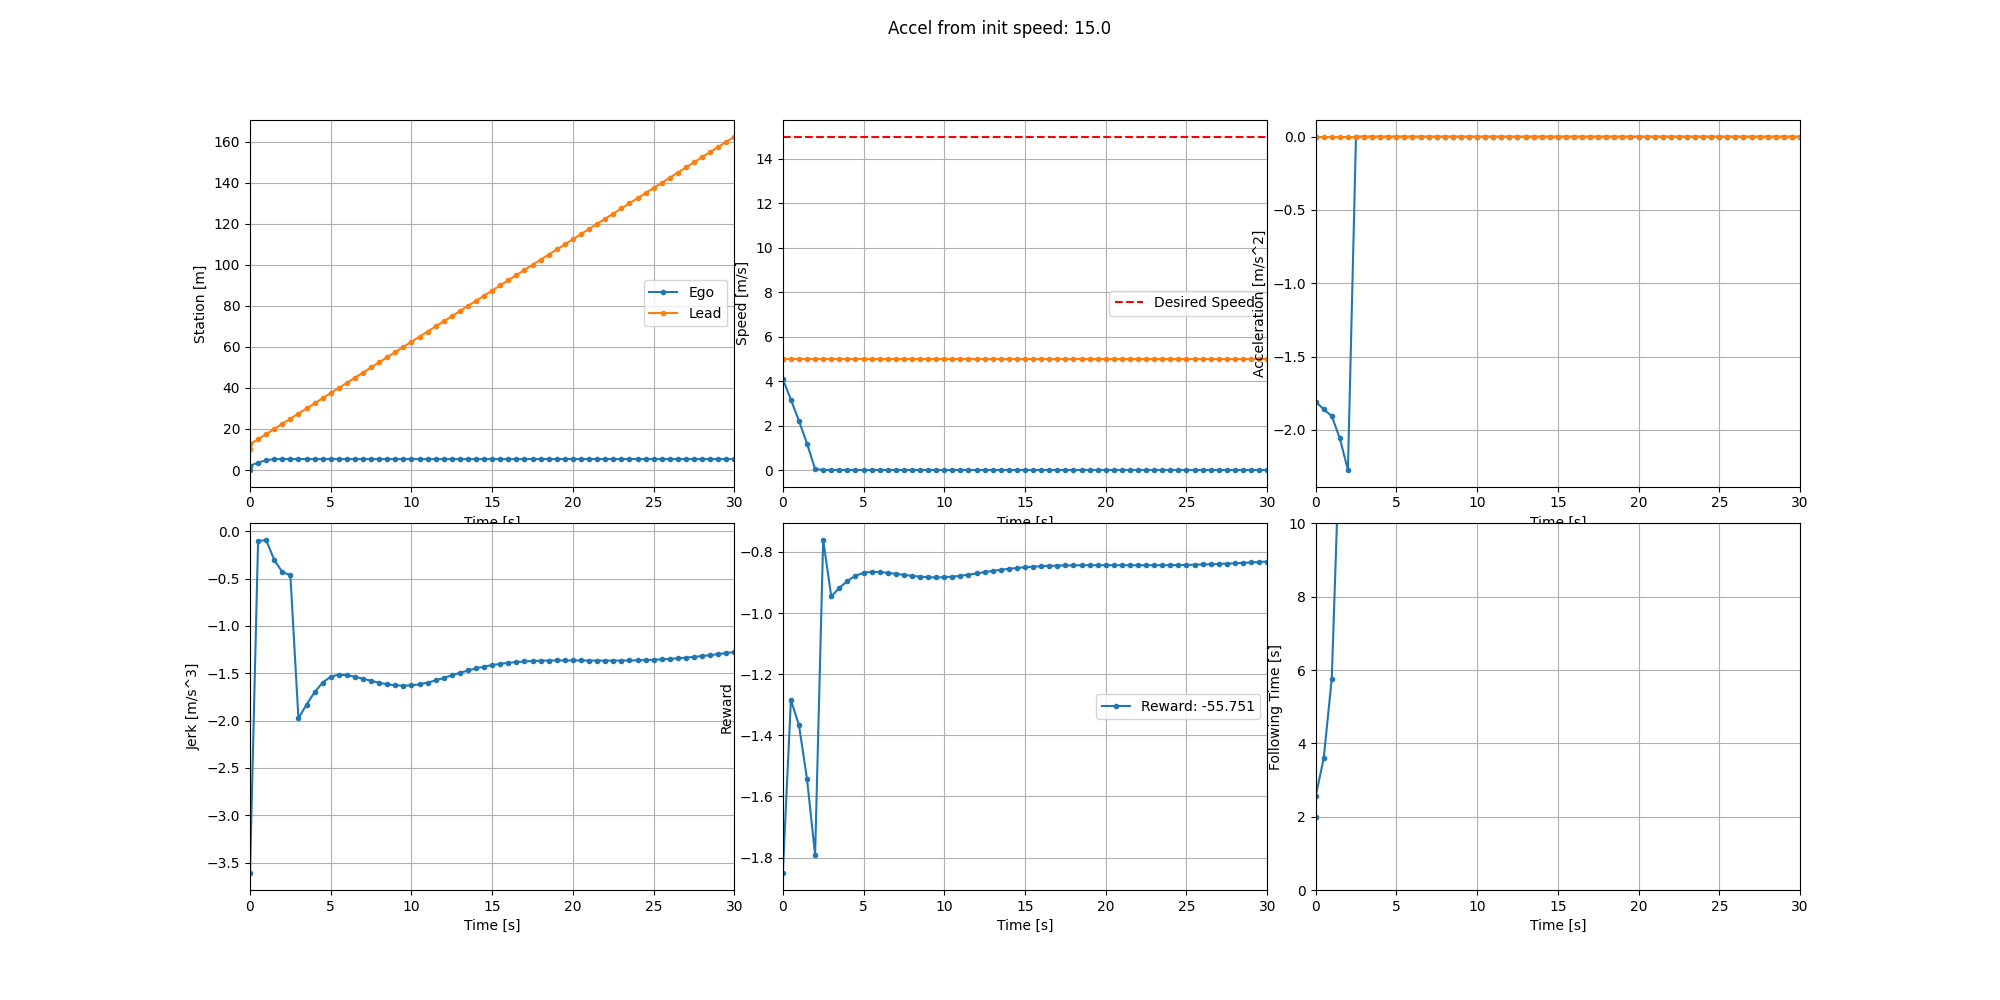 Accel from init speed: 15.0
Station [m]
160
140
120
100
80
60
40
20
0
0 5 10 15 20 25 30
Time [s]
Ego
Lead
Speed [m/s]
14
12
10
8
6
4
2
0
0 5 10 15 20 25 30
Time [s]
Desired Speed
Acceleration [m/s^2]
0.0
−0.5
−1.0
−1.5
−2.0
0 5 10 15 20 25 30
Time [s]
Jerk [m/s^3]
0.0
−0.5
−1.0
−1.5
−2.0
−2.5
−3.0
−3.5
0 5 10 15 20 25 30
Time [s]
Reward
−0.8
−1.0
−1.2
−1.4
−1.6
−1.8
0 5 10 15 20 25 30
Time [s]
Reward: -55.751
Following Time [s]
10
8
6
4
2
0
0 5 10 15 20 25 30
Time [s]